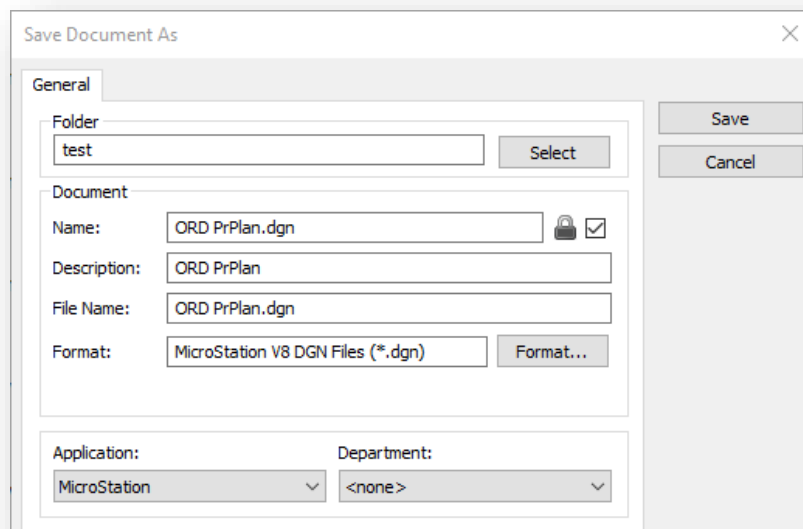 Save Document As
General
Folder
test
Select
Save
Cancel
Document
Name: ORD PrPlan.dgn
Description: ORD PrPlan
File Name: ORD PrPlan.dgn
Format: MicroStation V8 DGN Files (*.dgn) Format...
Application: Department:
MicroStation <none>